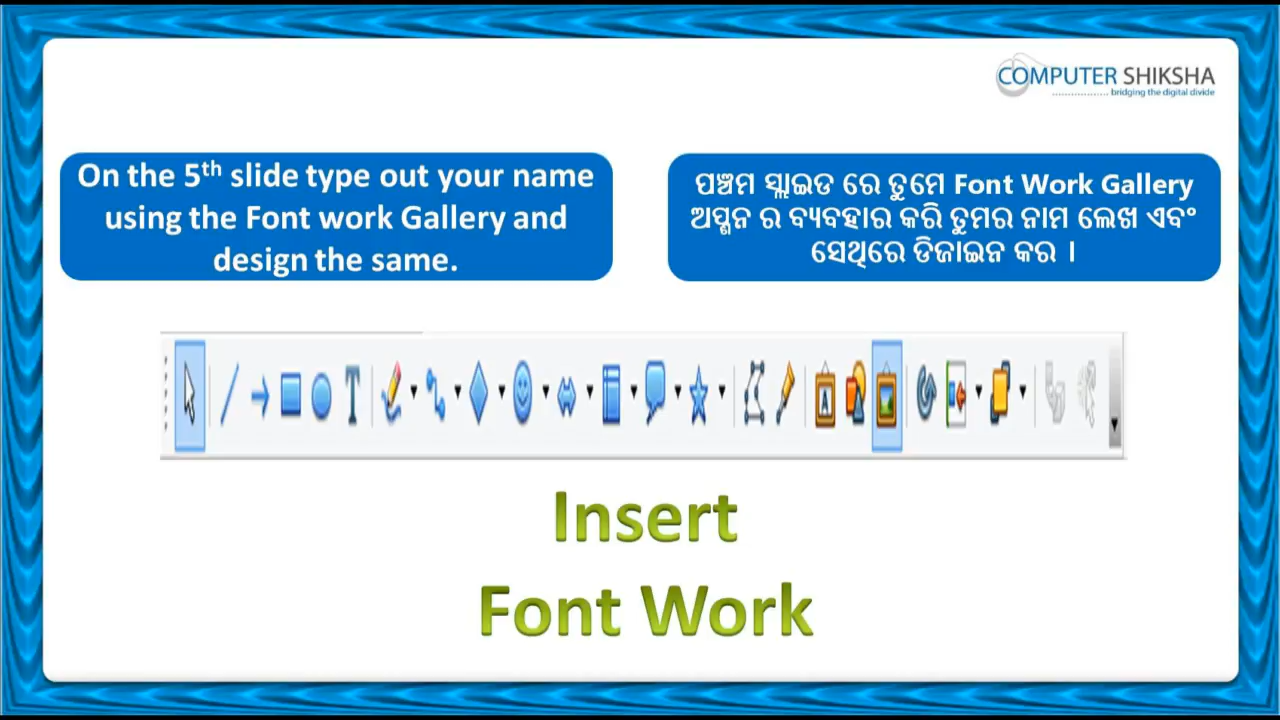 COMPUTER SHIKSHA
bridging the digital divide
On the 5th slide type out your name
using the Font work Gallery and
design the same.
ପଞ୍ଚମ ସ୍ଲାଇଡ ରେ ତୁମେ Font Work Gallery
ଅପ୍ସନ ର ବ୍ୟବହାର କରି ତୁମର ନାମ ଲେଖ ଏବଂ
ସେଥିରେ ଡିଜାଇନ କର ।
Insert
Font Work